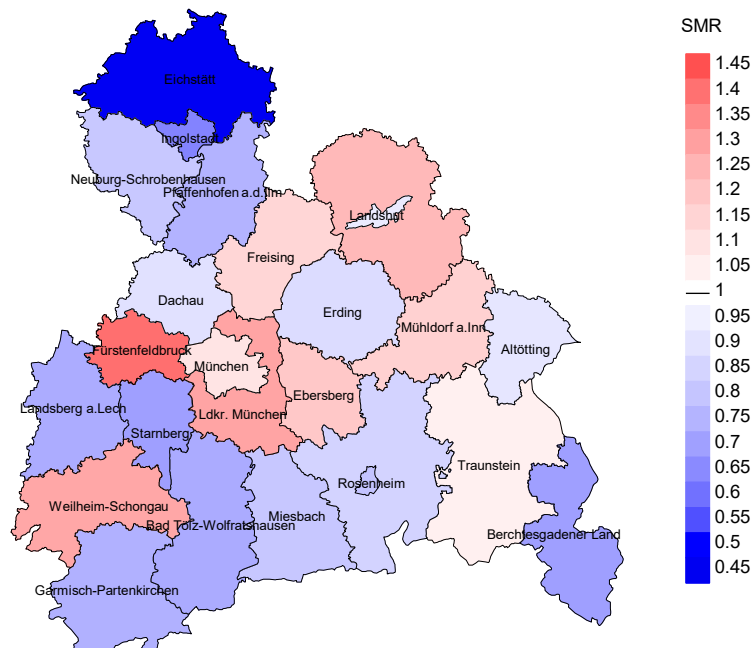 SMR
1.45
1.4
1.35
1.3
1.25
1.2
1.15
1.1
1.05
1
0.95
0.9
0.85
0.8
0.75
0.7
0.65
0.6
0.55
0.5
0.45
Eichstätt
Ingolstadt
Neuburg-Schrobenhausen
Pfaffenhofen a.d.Ilm
Landshut
Freising
Dachau
Erding
Mühldorf a.Inn
Altötting
Fürstenfeldbruck
München
Ebersberg
Landsberg a.Lech
Ldkr. München
Starnberg
Traunstein
Rosenheim
Weilheim-Schongau
Miesbach
Bad Tölz-Wolfratshausen
Berchtesgadener Land
Garmisch-Partenkirchen